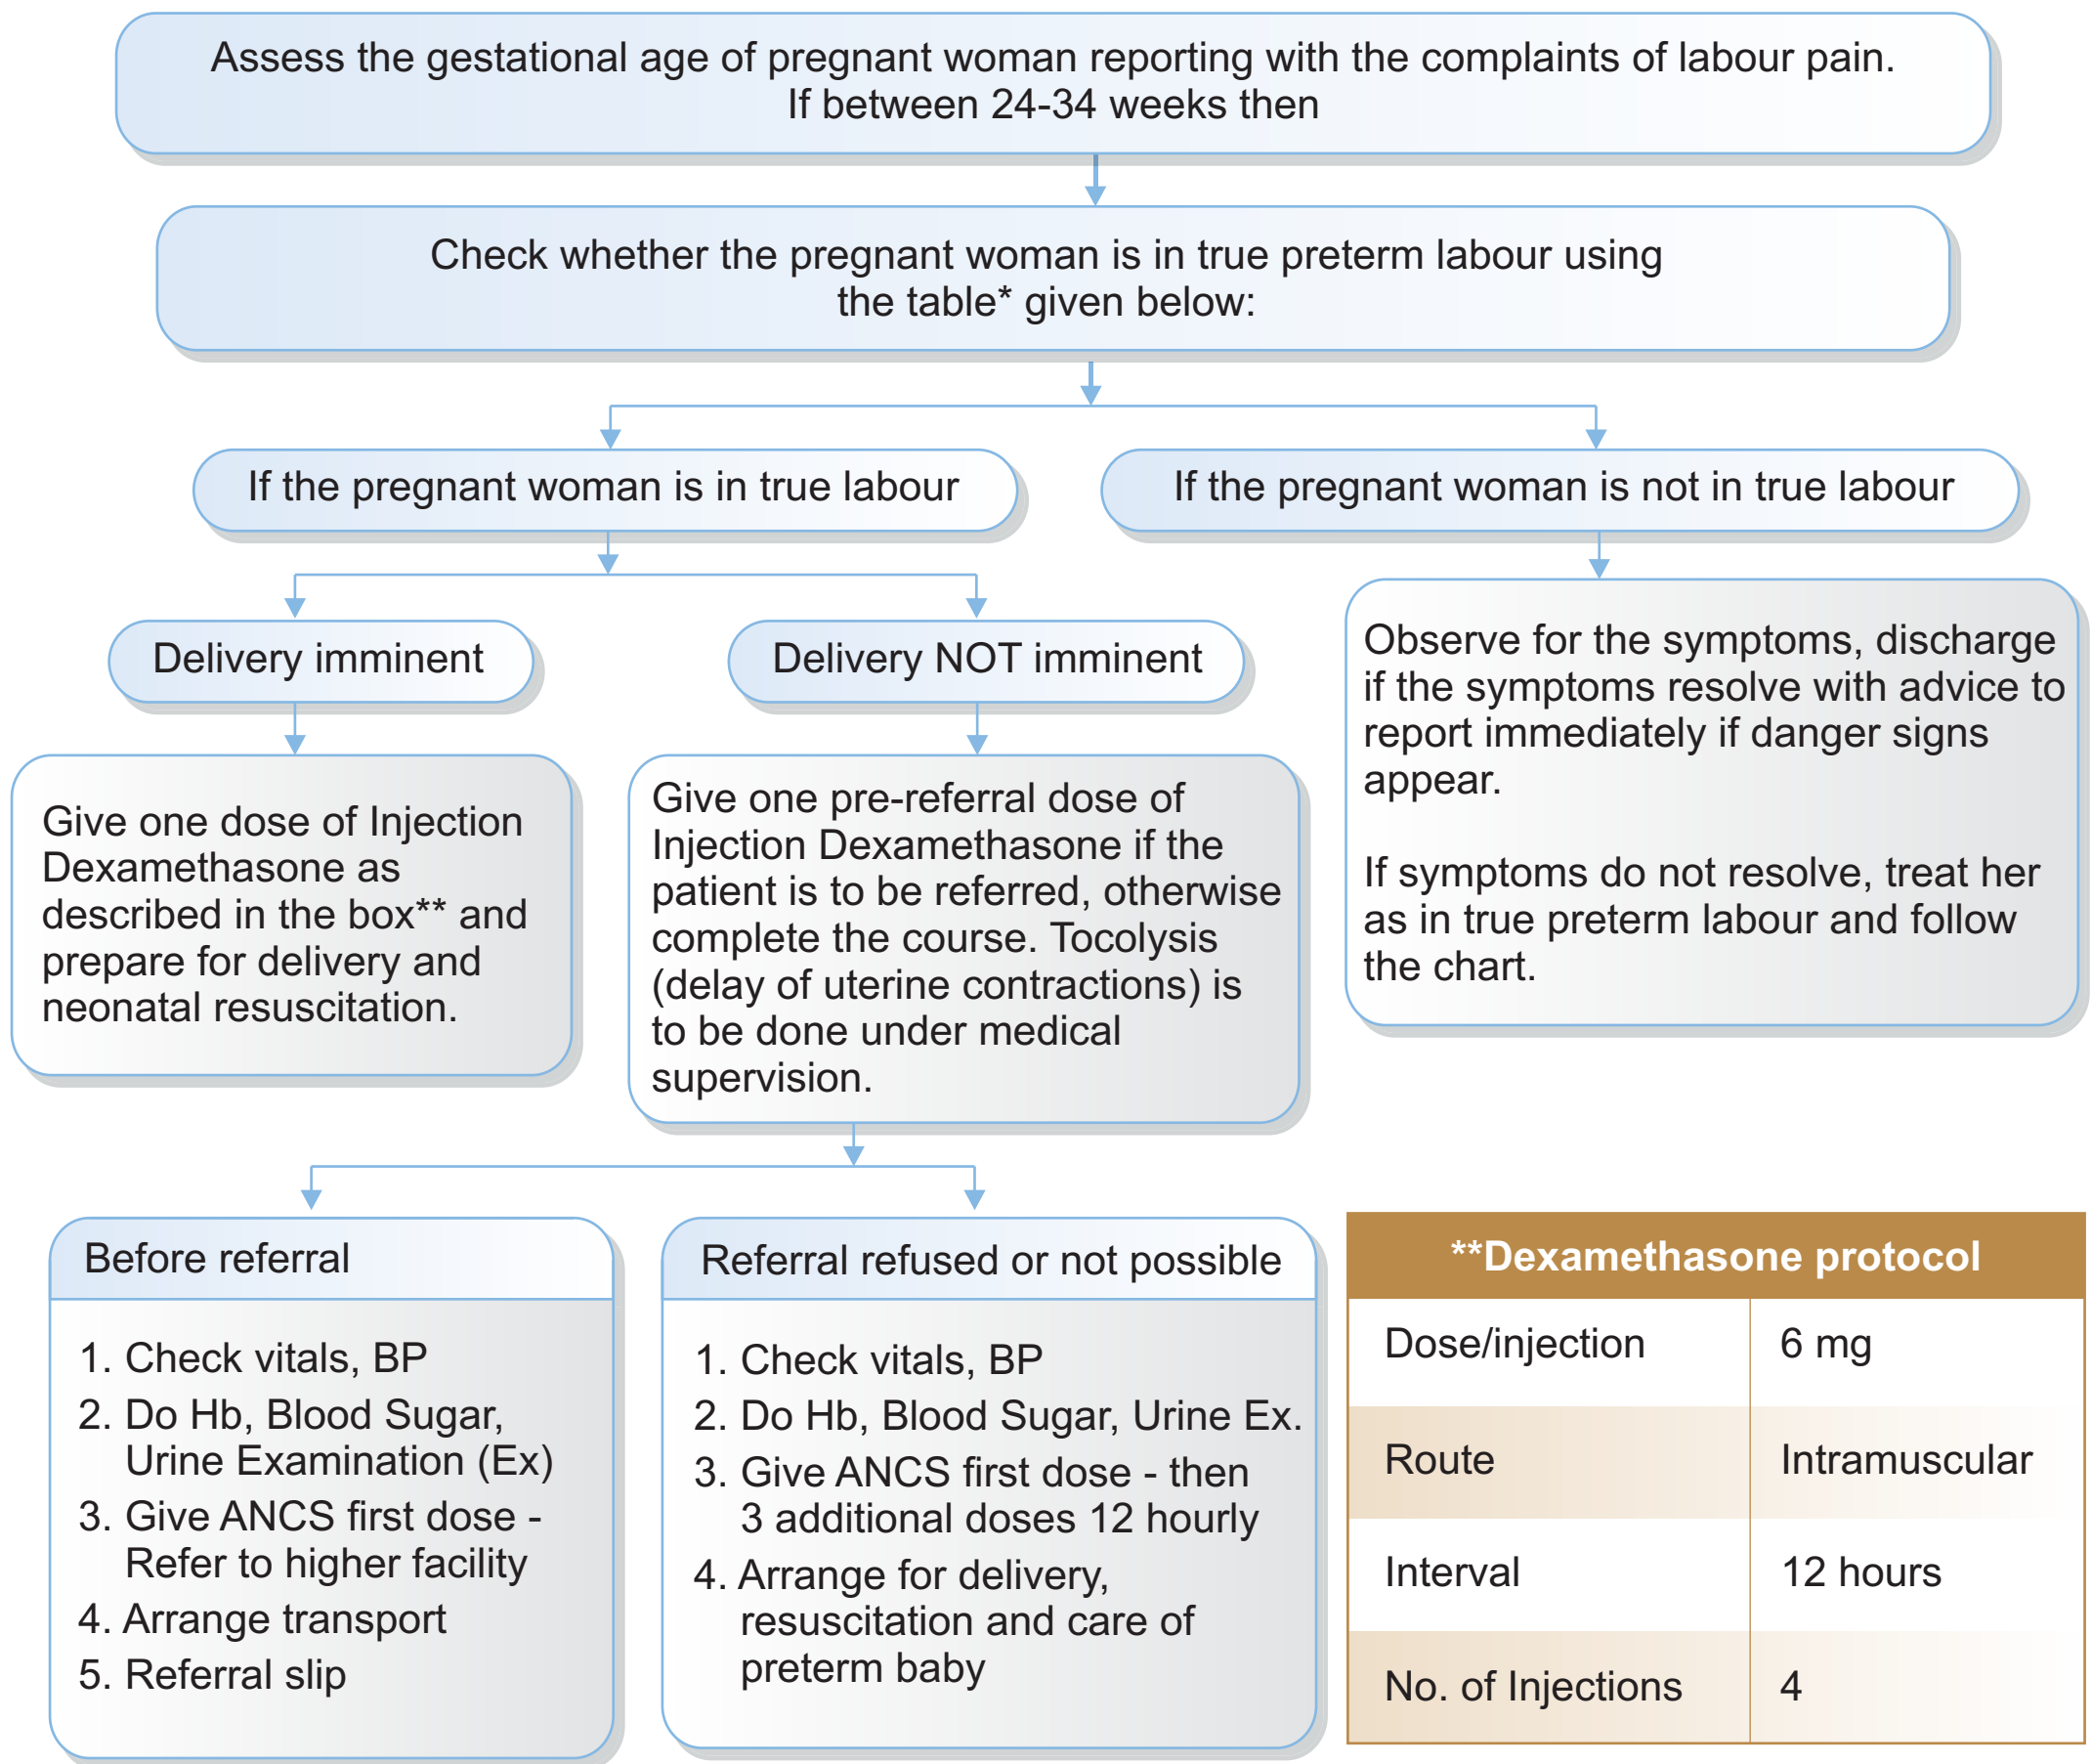 Assess the gestational age of pregnant woman reporting with the complaints of labour pain.
If between 24-34 weeks then
Check whether the pregnant woman is in true preterm labour using
the table* given below:
If the pregnant woman is in true labour
If the pregnant woman is not in true labour
Delivery imminent
Delivery NOT imminent
Give one dose of Injection
Dexamethasone as
described in the box** and
prepare for delivery and
neonatal resuscitation.
Give one pre-referral dose of
Injection Dexamethasone if the
patient is to be referred, otherwise
complete the course. Tocolysis
(delay of uterine contractions) is
to be done under medical
supervision.
Observe for the symptoms, discharge
if the symptoms resolve with advice to
report immediately if danger signs
appear.
If symptoms do not resolve, treat her
as in true preterm labour and follow
the chart.
Before referral
1. Check vitals, BP
2. Do Hb, Blood Sugar,
Urine Examination (Ex)
3. Give ANCS first dose -
Refer to higher facility
4. Arrange transport
5. Referral slip
Referral refused or not possible
1. Check vitals, BP
2. Do Hb, Blood Sugar, Urine Ex.
3. Give ANCS first dose - then
3 additional doses 12 hourly
4. Arrange for delivery,
resuscitation and care of
preterm baby
**Dexamethasone protocol
Dose/injection 6 mg
Route Intramuscular
Interval 12 hours
No. of Injections 4